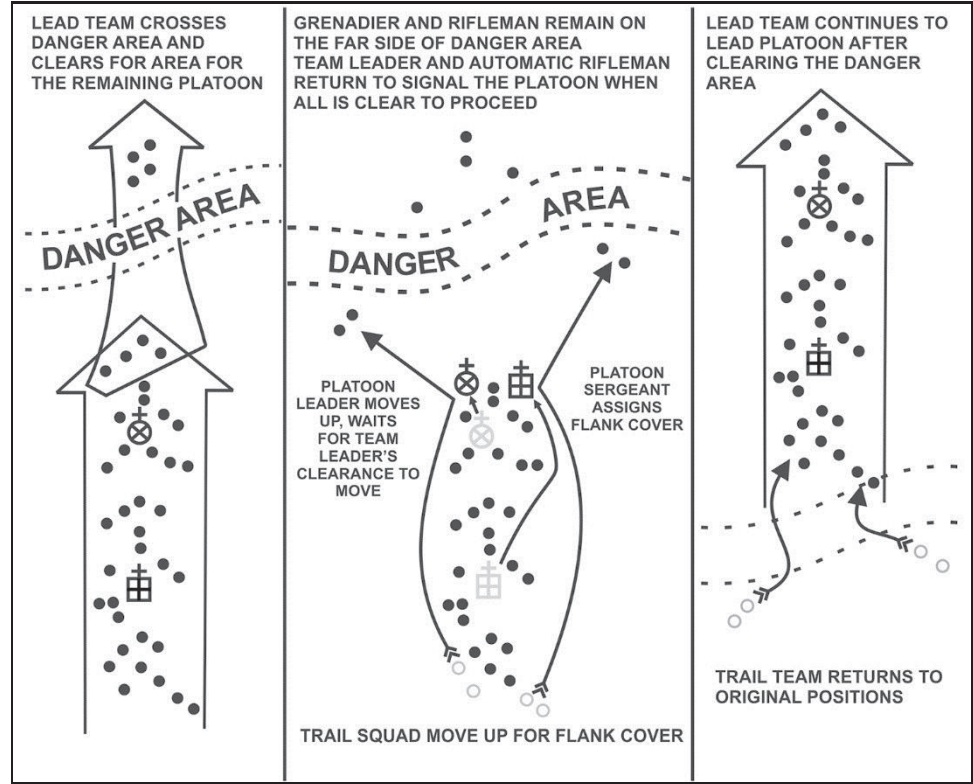 LEAD TEAM CROSSES
DANGER AREA AND
CLEARS FOR AREA FOR
THE REMAINING PLATOON
DANGER AREA
GRENADIER AND RIFLEMAN REMAIN ON
THE FAR SIDE OF DANGER AREA
TEAM LEADER AND AUTOMATIC RIFLEMAN
RETURN TO SIGNAL THE PLATOON WHEN
ALL IS CLEAR TO PROCEED
DANGER AREA
PLATOON
LEADER MOVES
UP, WAITS
FOR TEAM
LEADER'S
CLEARANCE TO
MOVE
PLATOON
SERGEANT
ASSIGNS
FLANK COVER
TRAIL SQUAD MOVE UP FOR FLANK COVER
LEAD TEAM CONTINUES TO
LEAD PLATOON AFTER
CLEARING THE DANGER
AREA
TRAIL TEAM RETURNS TO
ORIGINAL POSITIONS